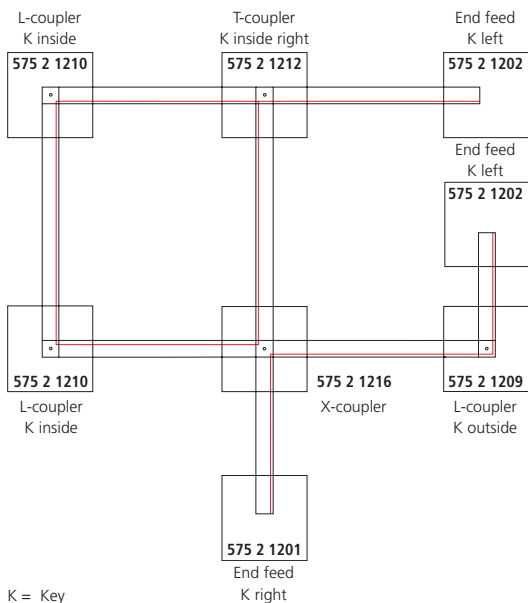 L-coupler
K inside
575 2 1210
T-coupler
K inside right
575 2 1212
End feed
K left
575 2 1202
End feed
K left
575 2 1202
575 2 1210
L-coupler
K inside
575 2 1216
X-coupler
575 2 1209
L-coupler
K outside
575 2 1201
End feed
K right
K = Key